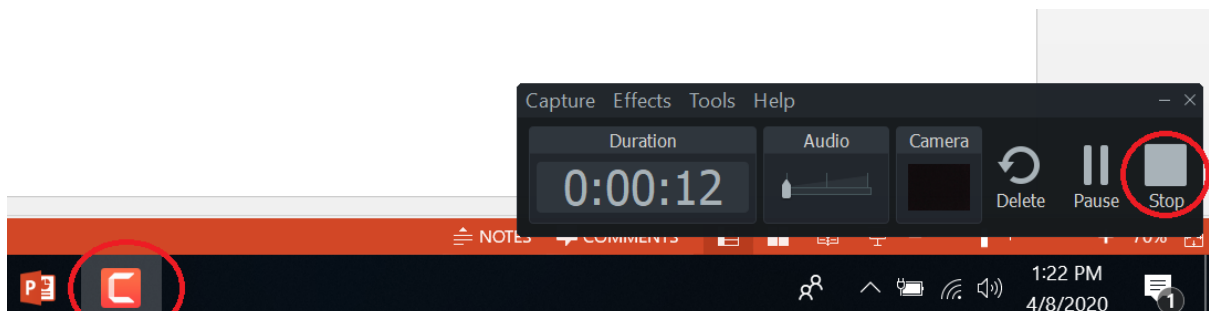 Capture Effects Tools Help
Duration Audio Camera
0:00:12
Delete Pause Stop
NOTES COMMENTS 70%
P
C
1:22 PM
4/8/2020
1